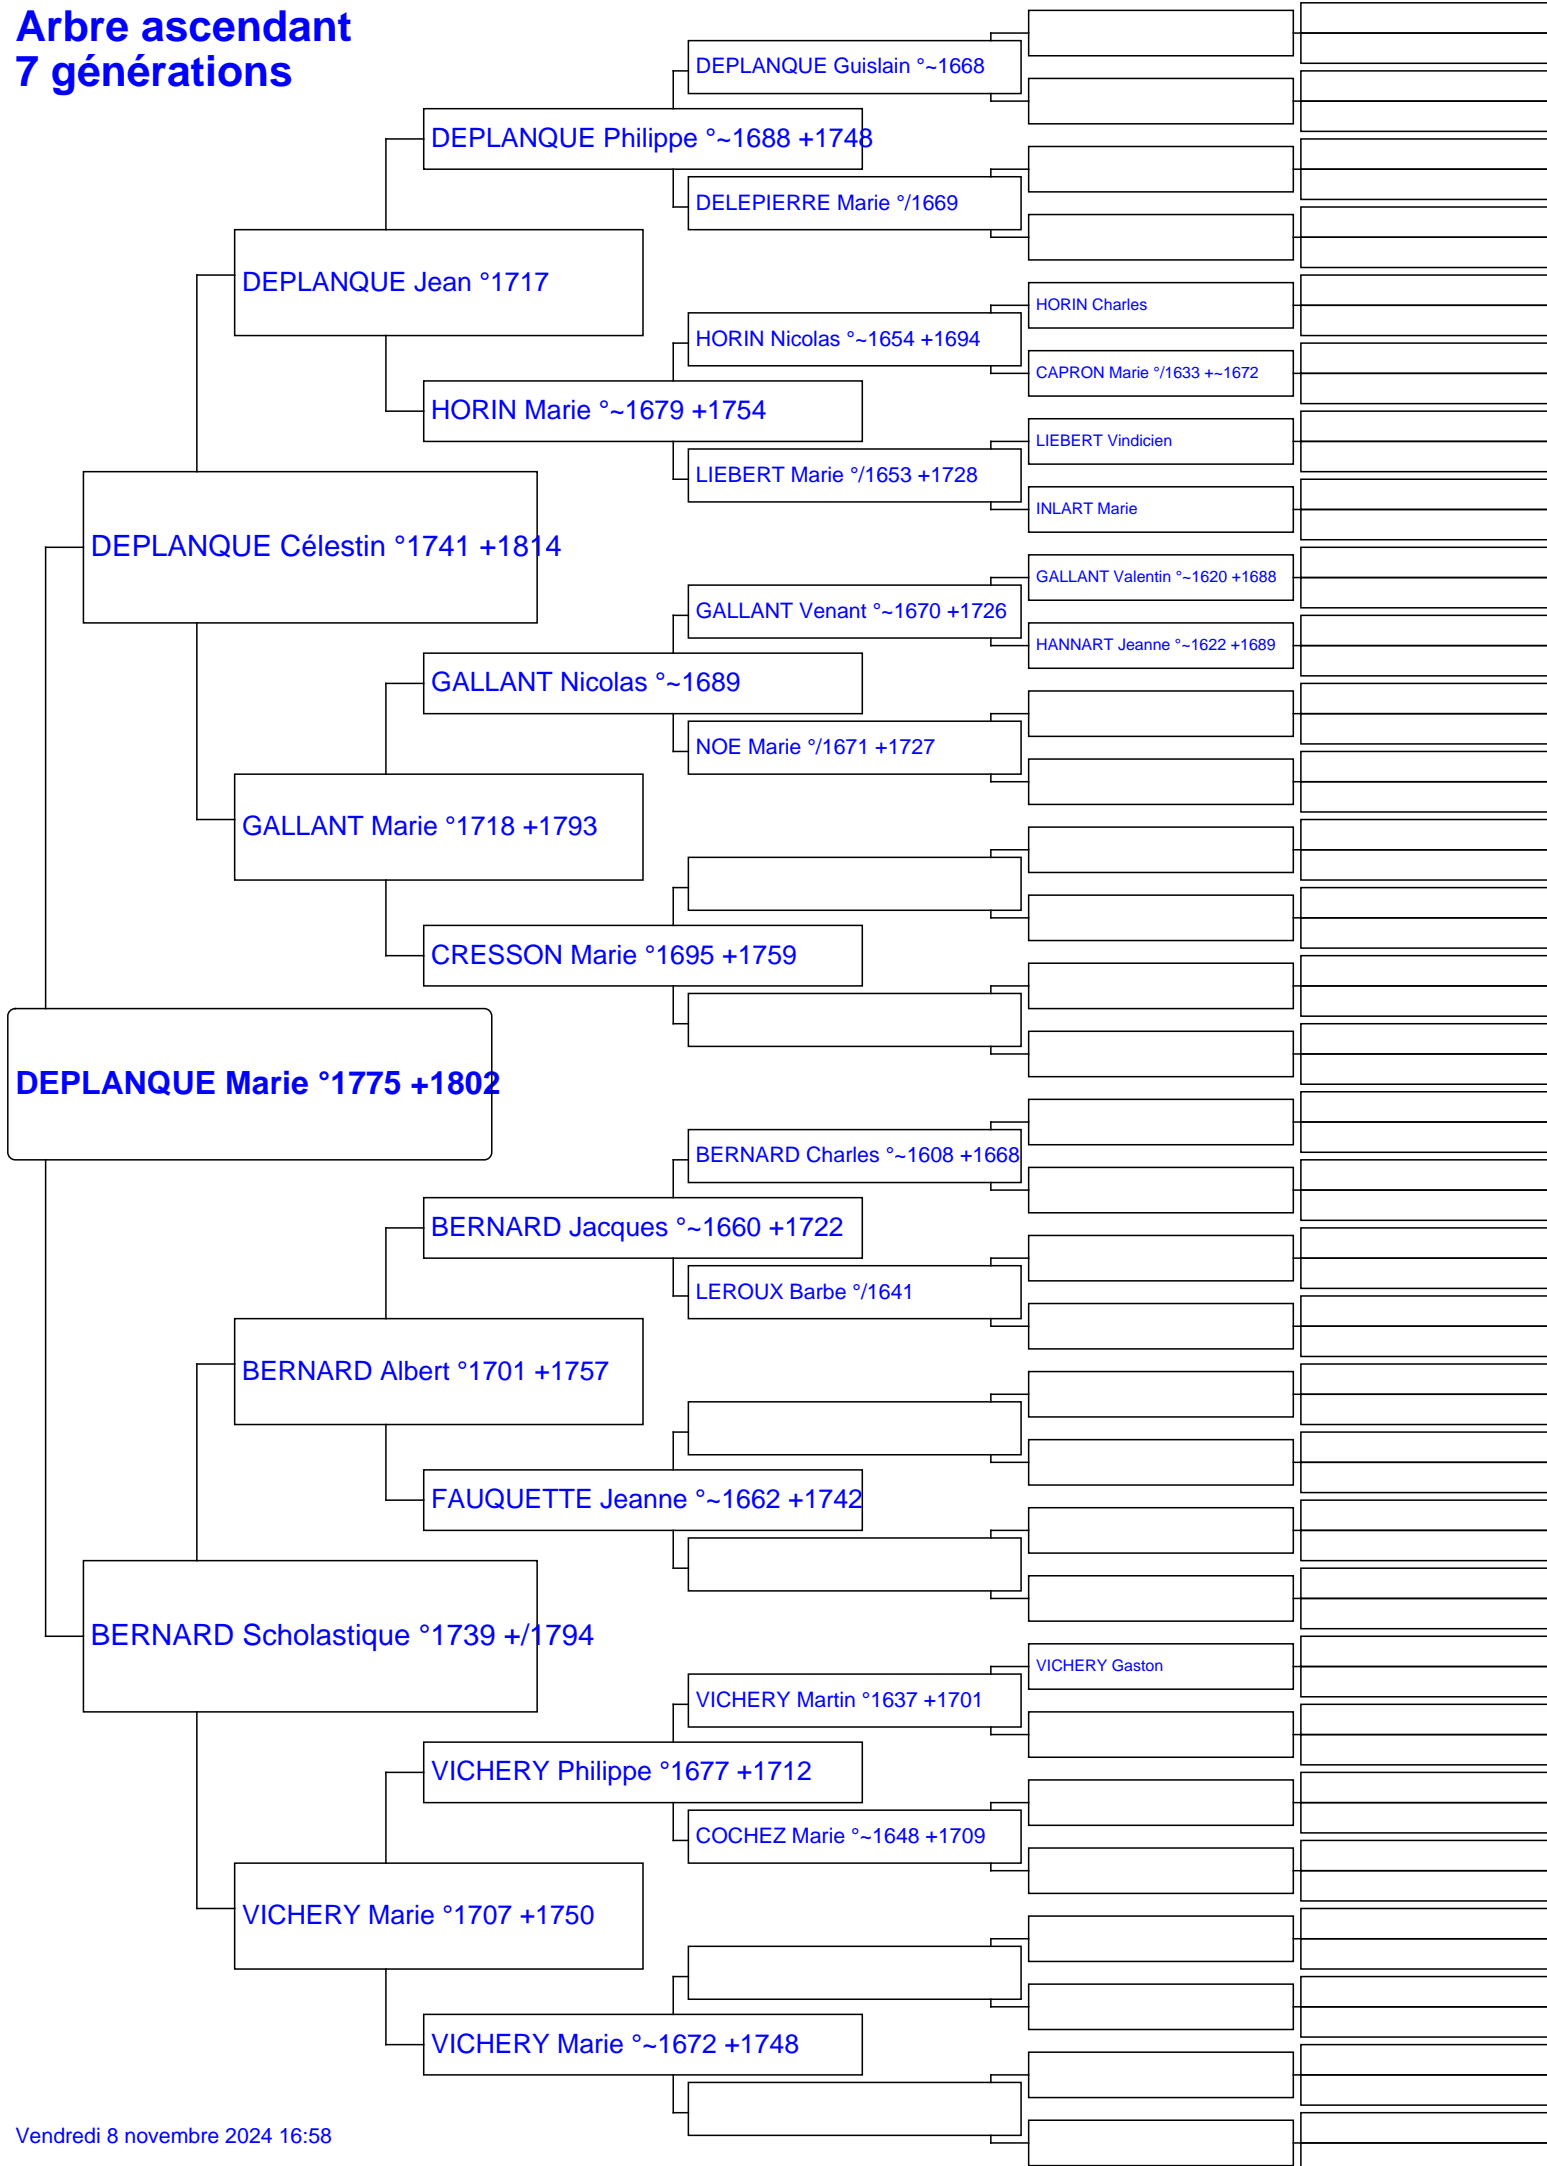 Arbre ascendant
7 générations
DEPLANQUE Guislain °~1668
DEPLANQUE Philippe °~1688 +1748
DELEPIERRE Marie °/1669
DEPLANQUE Jean °1717
HORIN Charles
HORIN Nicolas °~1654 +1694
CAPRON Marie °/1633 +~1672
HORIN Marie °~1679 +1754
LIEBERT Vindicien
LIEBERT Marie °/1653 +1728
INLART Marie
DEPLANQUE Célestin °1741 +1814
GALLANT Valentin °~1620 +1688
GALLANT Venant °~1670 +1726
HANNART Jeanne °~1622 +1689
GALLANT Nicolas °~1689
NOE Marie °/1671 +1727
GALLANT Marie °1718 +1793
CRESSON Marie °1695 +1759
DEPLANQUE Marie °1775 +1802
BERNARD Charles °~1608 +1668
BERNARD Jacques °~1660 +1722
LEROUX Barbe °/1641
BERNARD Albert °1701 +1757
FAUQUETTE Jeanne °~1662 +1742
BERNARD Scholastique °1739 +/1794
VICHERY Gaston
VICHERY Martin °1637 +1701
VICHERY Philippe °1677 +1712
COCHEZ Marie °~1648 +1709
VICHERY Marie °1707 +1750
VICHERY Marie °~1672 +1748
Vendredi 8 novembre 2024 16:58